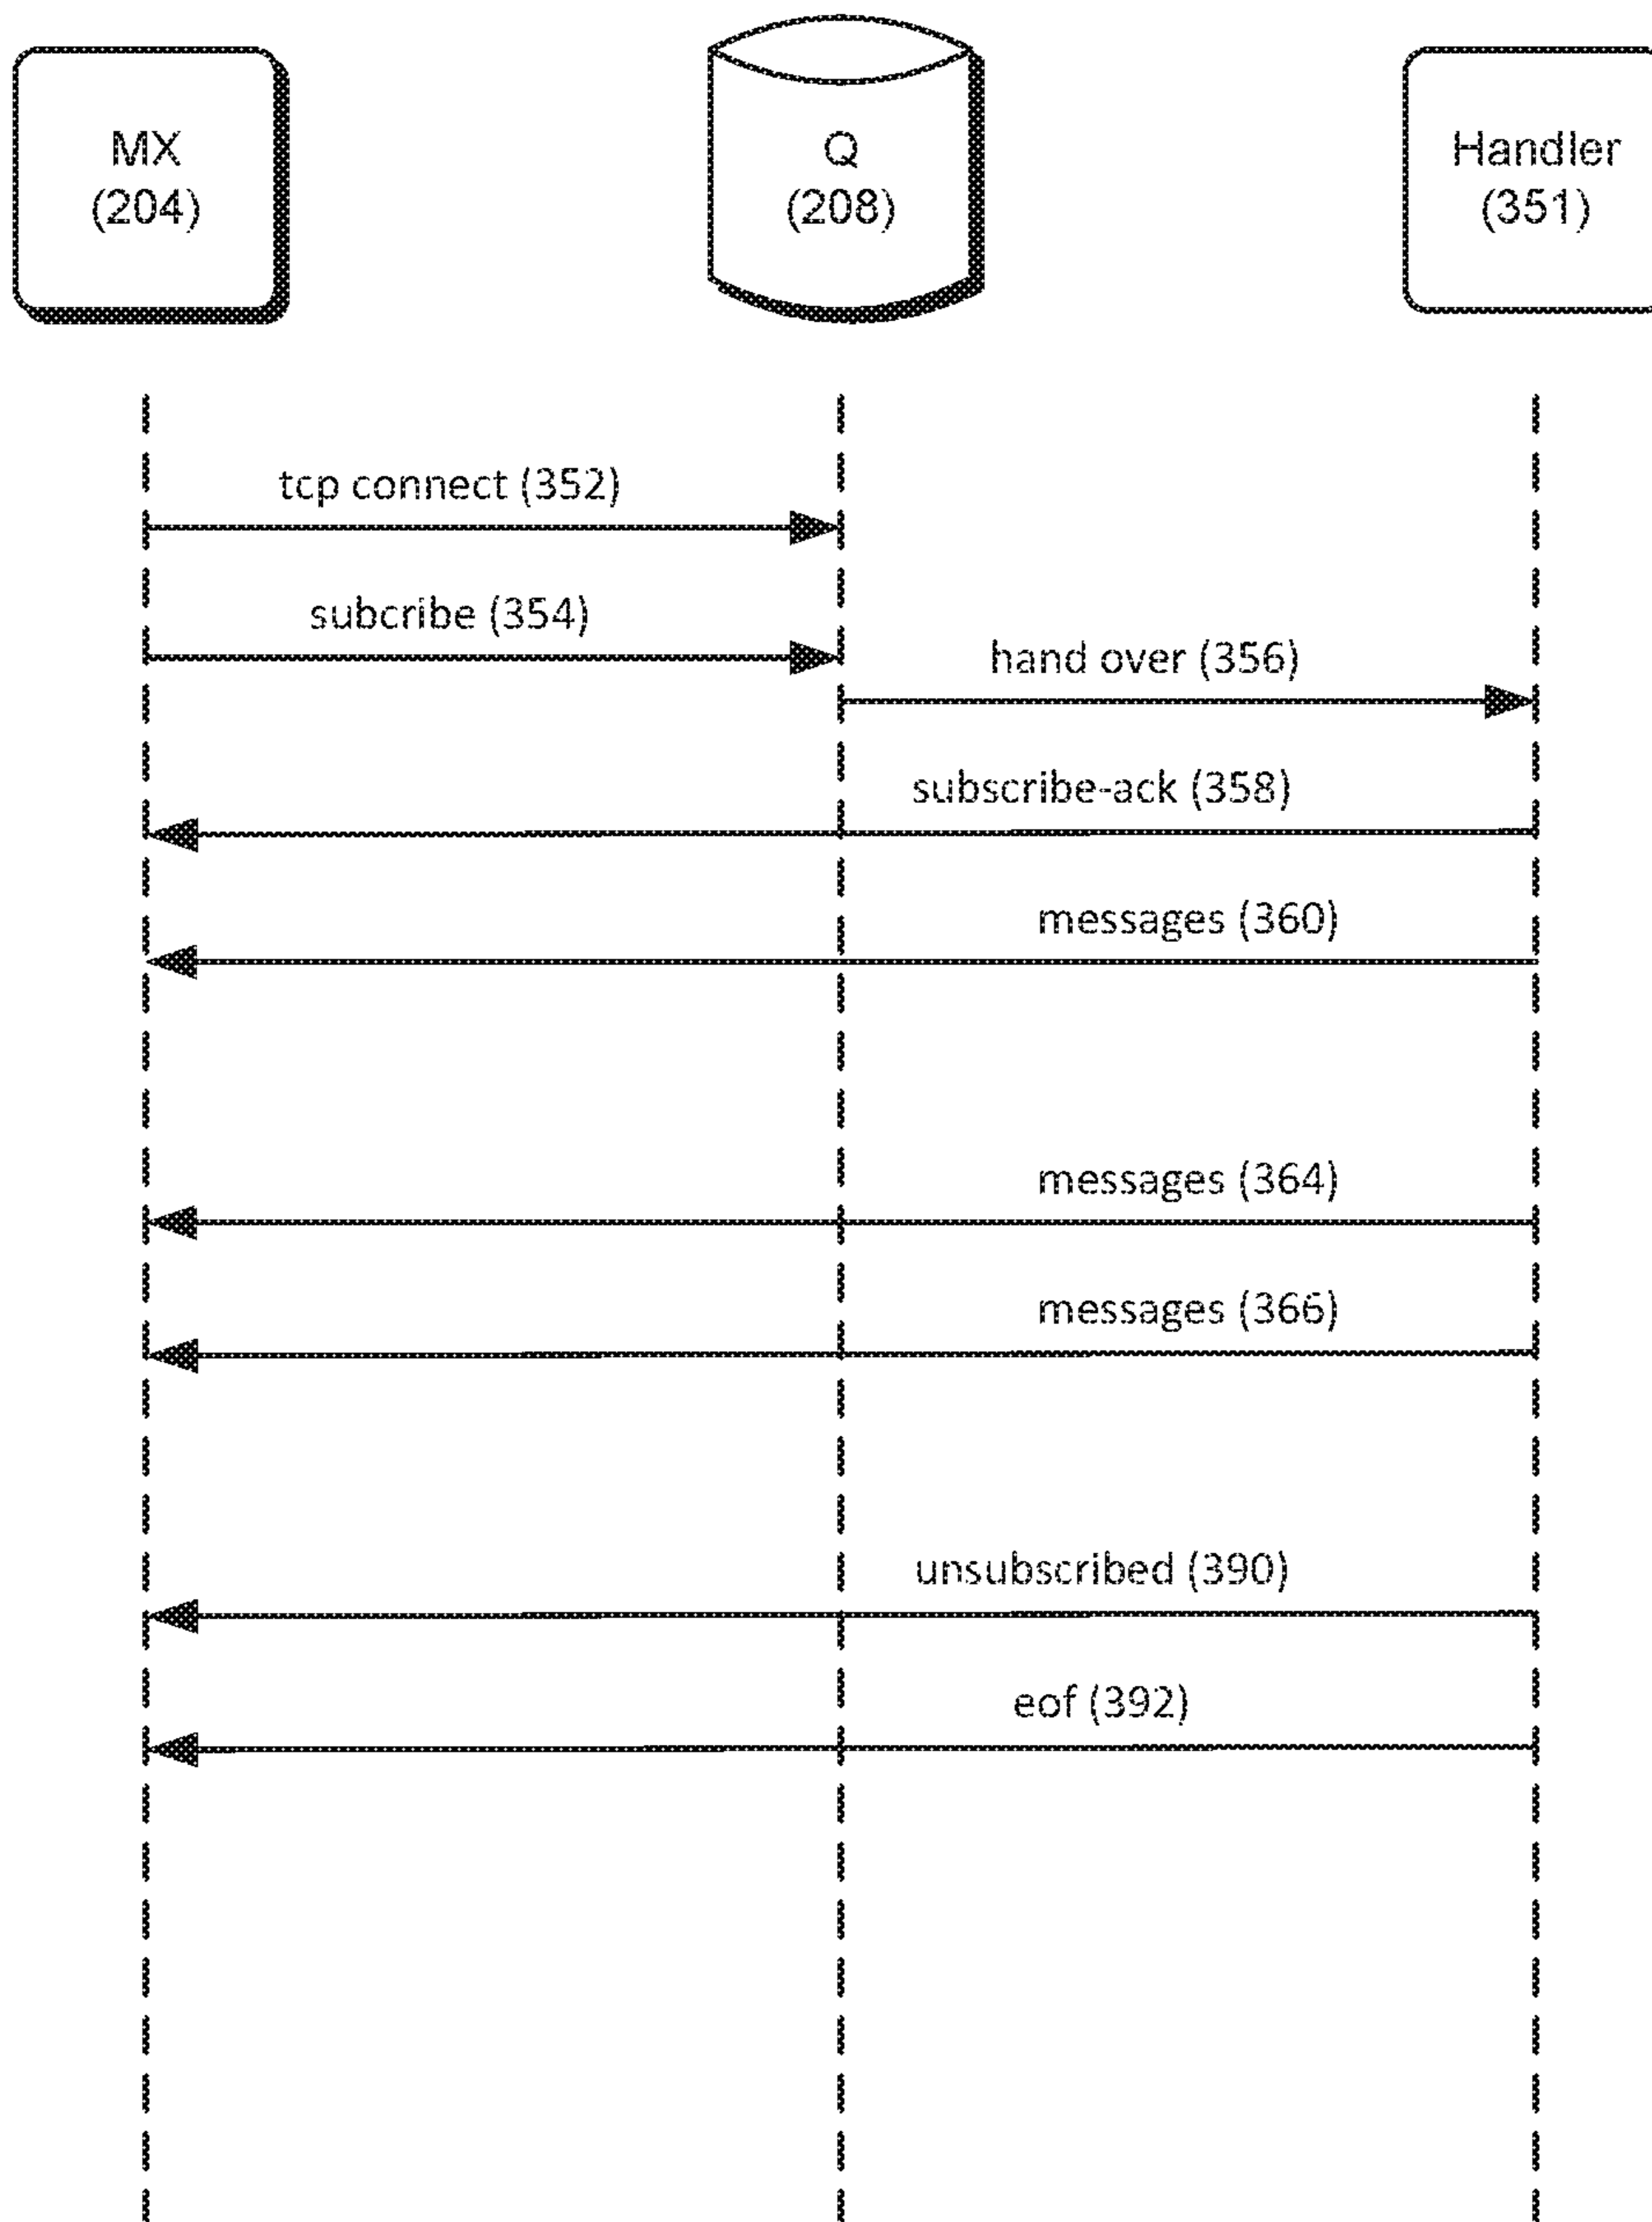 MX
(204)
Q
(208)
Handler
(351)
tcp connect (352)
subcribe (354)
hand over (356)
subscribe-ack (358)
messages (360)
messages (364)
messages (366)
unsubscribed (390)
eof (392)